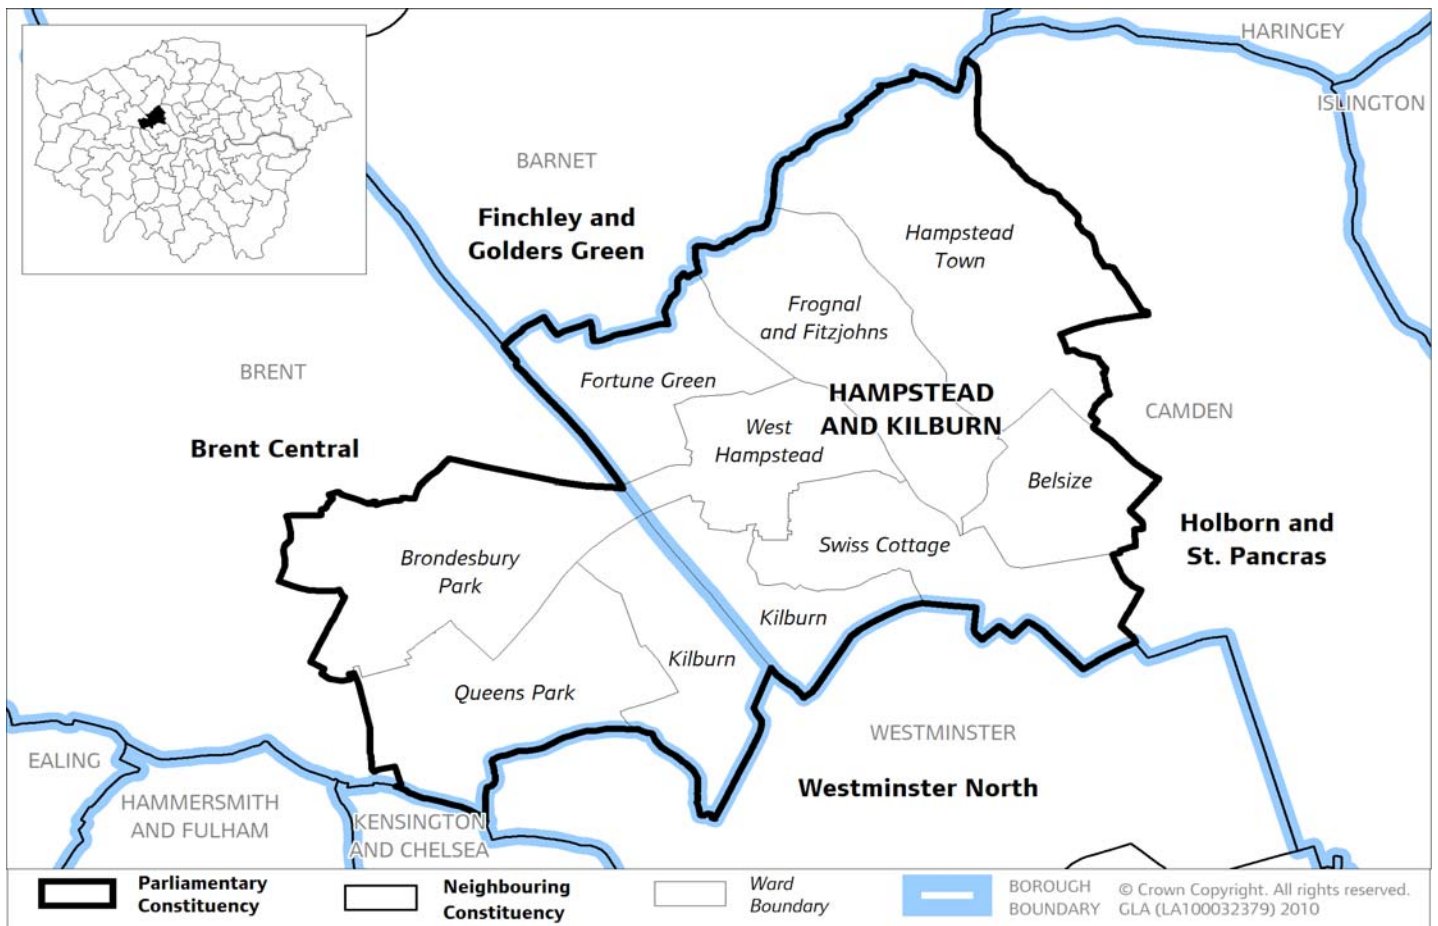 HARINGEY
ISLINGTON
BARNET
Finchley and
Golders Green
Hampstead
Town
Frognal
and Fitzjohns
BRENT
Fortune Green
HAMPSTEAD
AND KILBURN
CAMDEN
Brent Central
West
Hampstead
Belsize
Holborn and
St. Pancras
Swiss Cottage
Brondesbury
Park
Kilburn
Kilburn
Queens Park
WESTMINSTER
Westminster North
EALING
HAMMERSMITH
AND FULHAM
KENSINGTON
AND CHELSEA
Parliamentary
Constituency
Neighbouring
Constituency
Ward
Boundary
BOROUGH
BOUNDARY
© Crown Copyright. All rights reserved.
GLA (LA100032379) 2010